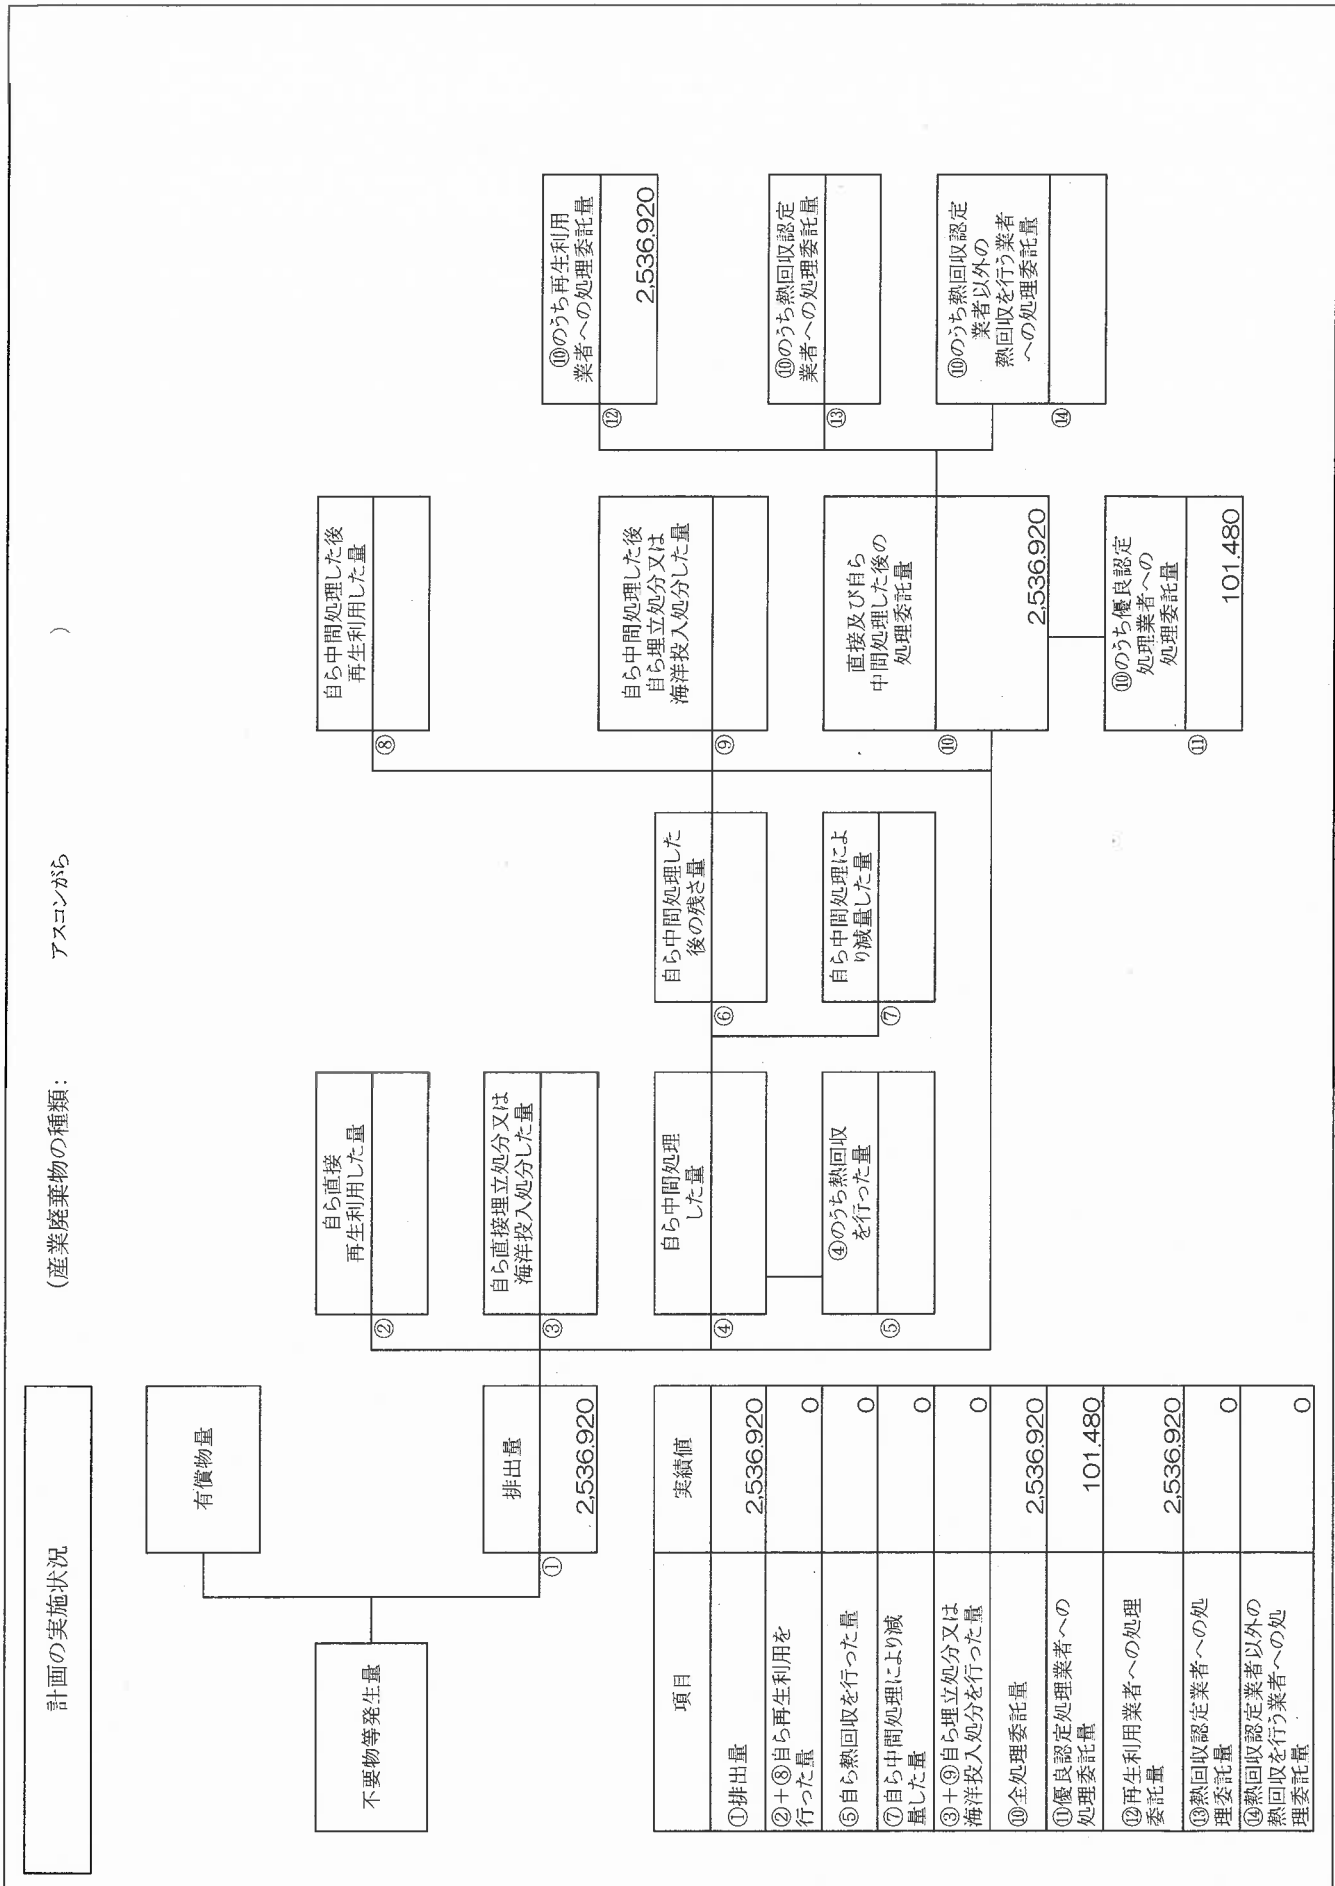 計画の実施状況
(産業廃棄物の種類: アスコンがら )
不要物等発生量
有償物量
①
排出量
2,536.920
②
自ら直接
再生利用した量
③
自ら直接埋立処分又は
海洋投入処分した量
④
自ら中間処理
した量
⑤
④のうち熱回収
を行った量
⑥
自ら中間処理した
後の残さ量
⑦
自ら中間処理によ
り減量した量
⑧
自ら中間処理した後
再生利用した量
⑨
自ら中間処理した後
自ら埋立処分又は
海洋投入処分した量
⑩
直接及び自ら
中間処理した後の
処理委託量
2,536.920
⑪
⑩のうち優良認定
処理業者への
処理委託量
101.480
⑫
⑩のうち再生利用
業者への処理委託量
2,536.920
⑬
⑩のうち熱回収認定
業者への処理委託量
⑭
⑩のうち熱回収認定
業者以外の
熱回収を行う業者
への処理委託量
項目 実績値
①排出量 2,536.920
②+⑧自ら再生利用を
行った量 0
⑤自ら熱回収を行った量 0
⑦自ら中間処理により減
量した量 0
③+⑨自ら埋立処分又は
海洋投入処分を行った量 0
⑩全処理委託量 2,536.920
⑪優良認定処理業者への
処理委託量 101.480
⑫再生利用業者への処理
委託量 2,536.920
⑬熱回収認定業者への処
理委託量 0
⑭熱回収認定業者以外の
熱回収を行う業者への処
理委託量 0